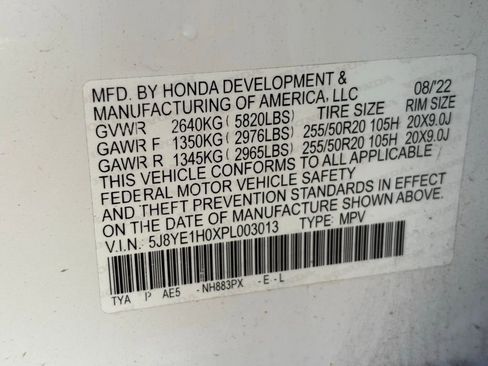 MFD. BY HONDA DEVELOPMENT & 08/'22
MANUFACTURING OF AMERICA, LLC
TIRE SIZE RIM SIZE
GVWR 2640KG ( 5820LBS)
GAWR F 1350KG ( 2976LBS) 255/50R20 105H 20X9.0J
GAWR R 1345KG ( 2965LBS) 255/50R20 105H 20X9.0J
THIS VEHICLE CONFORMS TO ALL APPLICABLE
FEDERAL MOTOR VEHICLE SAFETY
AND THEFT PREVENTION STANDARDS IN EFFECT
ON THE DATE OF MANUFACTURE SHOWN ABOVE.
V.I.N. 5J8YE1H0XPL003013 TYPE: MPV
TYA P AE5 -NH883PX -E-L